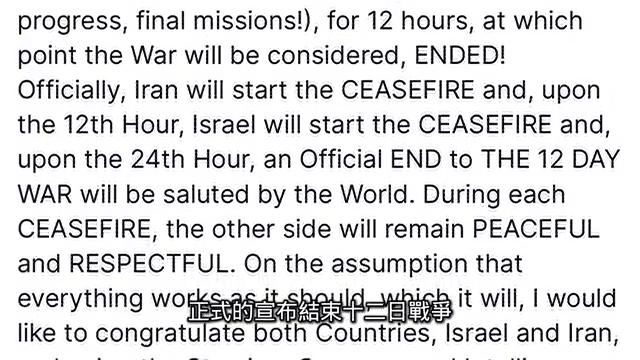 progress, final missions!), for 12 hours, at which
point the War will be considered, ENDED!
Officially, Iran will start the CEASEFIRE and, upon
the 12th Hour, Israel will start the CEASEFIRE and,
upon the 24th Hour, an Official END to THE 12 DAY
WAR will be saluted by the World. During each
CEASEFIRE, the other side will remain PEACEFUL
and RESPECTFUL. On the assumption that
everything works as it should, which it will, I would
正式的宣布結束十二日戰爭
like to congratulate both Countries, Israel and Iran,